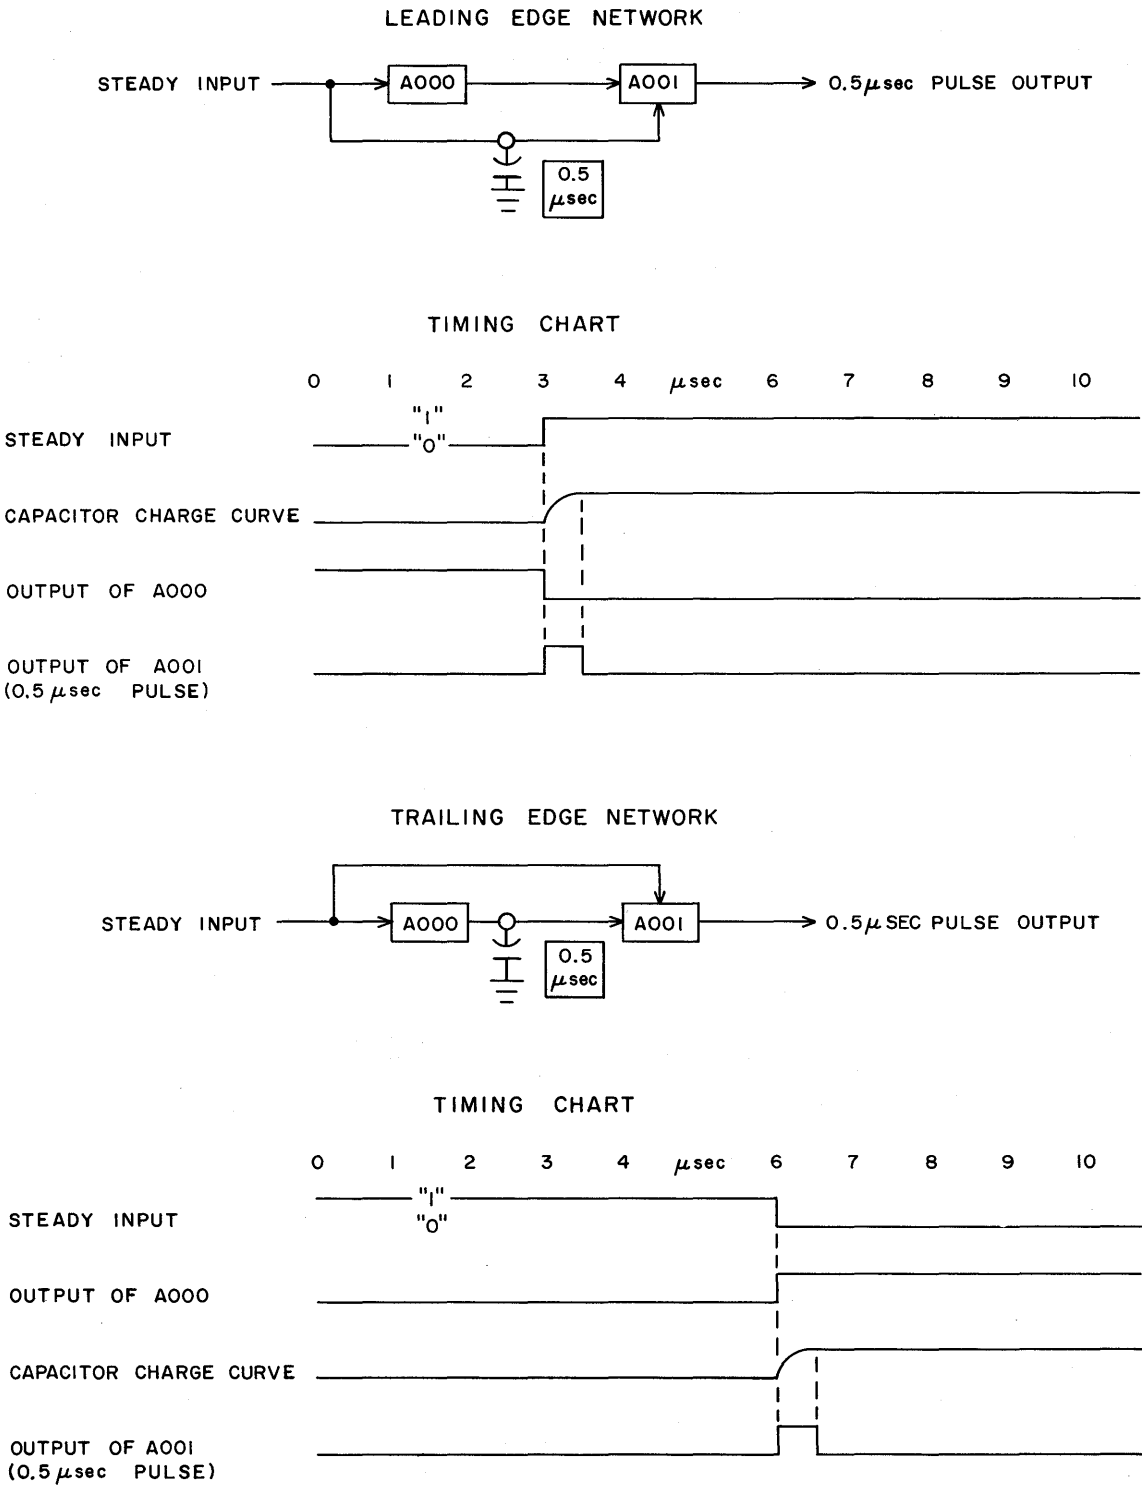 LEADING EDGE NETWORK
STEADY INPUT A000 A001 0.5 μsec PULSE OUTPUT
0.5
μsec
TIMING CHART
0 1 2 3 4 μsec 6 7 8 9 10
"1"
STEADY INPUT "0"
CAPACITOR CHARGE CURVE
OUTPUT OF A000
OUTPUT OF A001
(0.5 μsec PULSE)
TRAILING EDGE NETWORK
STEADY INPUT A000 A001 0.5 μSEC PULSE OUTPUT
0.5
μsec
TIMING CHART
0 1 2 3 4 μsec 6 7 8 9 10
"1"
STEADY INPUT "0"
OUTPUT OF A000
CAPACITOR CHARGE CURVE
OUTPUT OF A001
(0.5 μsec PULSE)